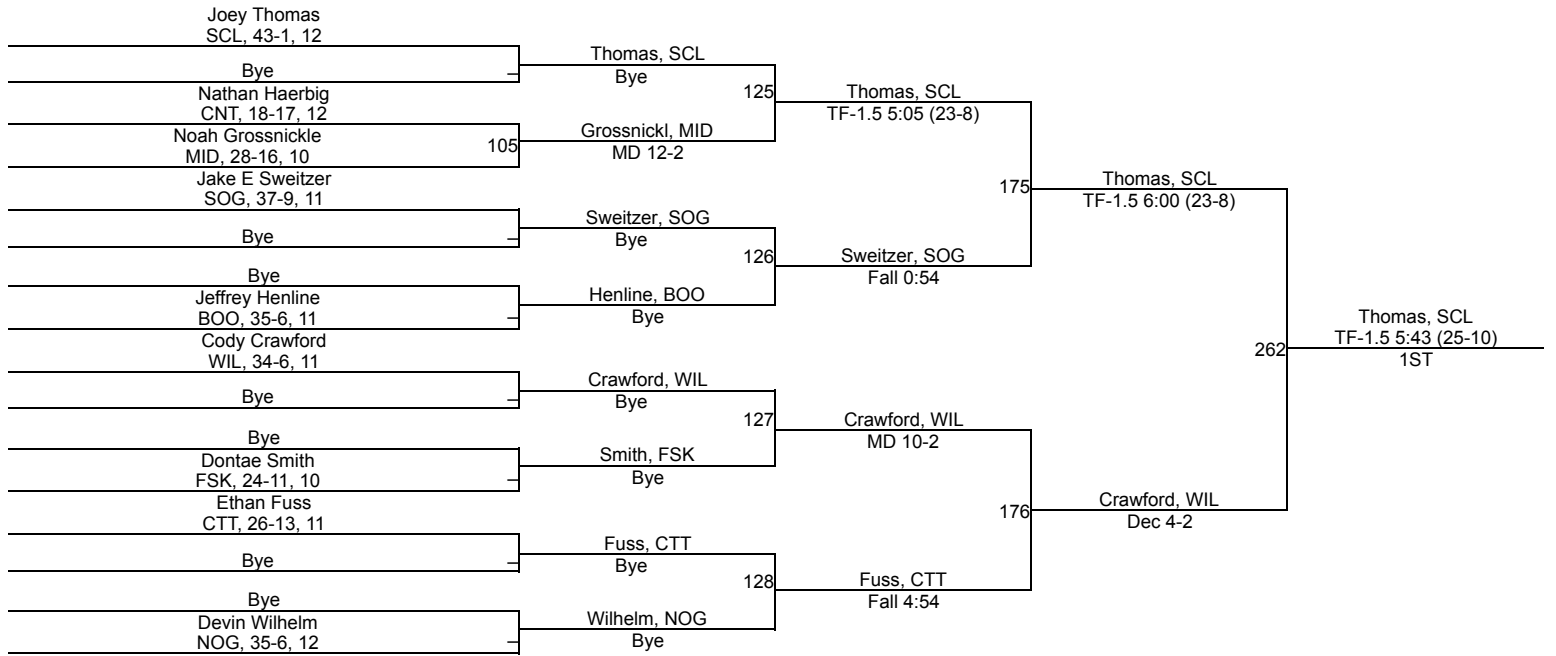 Joey Thomas
SCL, 43-1, 12
Bye
–
Nathan Haerbig
CNT, 18-17, 12
Noah Grossnickle
MID, 28-16, 10
105
Jake E Sweitzer
SOG, 37-9, 11
Bye
–
Bye
Jeffrey Henline
BOO, 35-6, 11
–
Cody Crawford
WIL, 34-6, 11
Bye
–
Bye
Dontae Smith
FSK, 24-11, 10
–
Ethan Fuss
CTT, 26-13, 11
Bye
–
Bye
Devin Wilhelm
NOG, 35-6, 12
–
Thomas, SCL
Bye
125
Grossnickl, MID
MD 12-2
Sweitzer, SOG
Bye
126
Henline, BOO
Bye
Crawford, WIL
Bye
127
Smith, FSK
Bye
Fuss, CTT
Bye
128
Wilhelm, NOG
Bye
Thomas, SCL
TF-1.5 5:05 (23-8)
175
Sweitzer, SOG
Fall 0:54
Crawford, WIL
MD 10-2
176
Fuss, CTT
Fall 4:54
Thomas, SCL
TF-1.5 6:00 (23-8)
262
Crawford, WIL
Dec 4-2
Thomas, SCL
TF-1.5 5:43 (25-10)
1ST